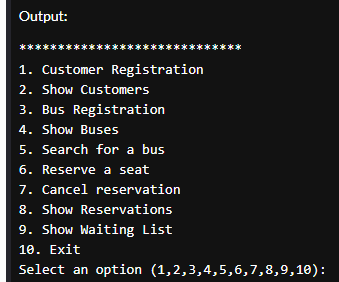 Output:
*****************************
1. Customer Registration
2. Show Customers
3. Bus Registration
4. Show Buses
5. Search for a bus
6. Reserve a seat
7. Cancel reservation
8. Show Reservations
9. Show Waiting List
10. Exit
Select an option (1,2,3,4,5,6,7,8,9,10):